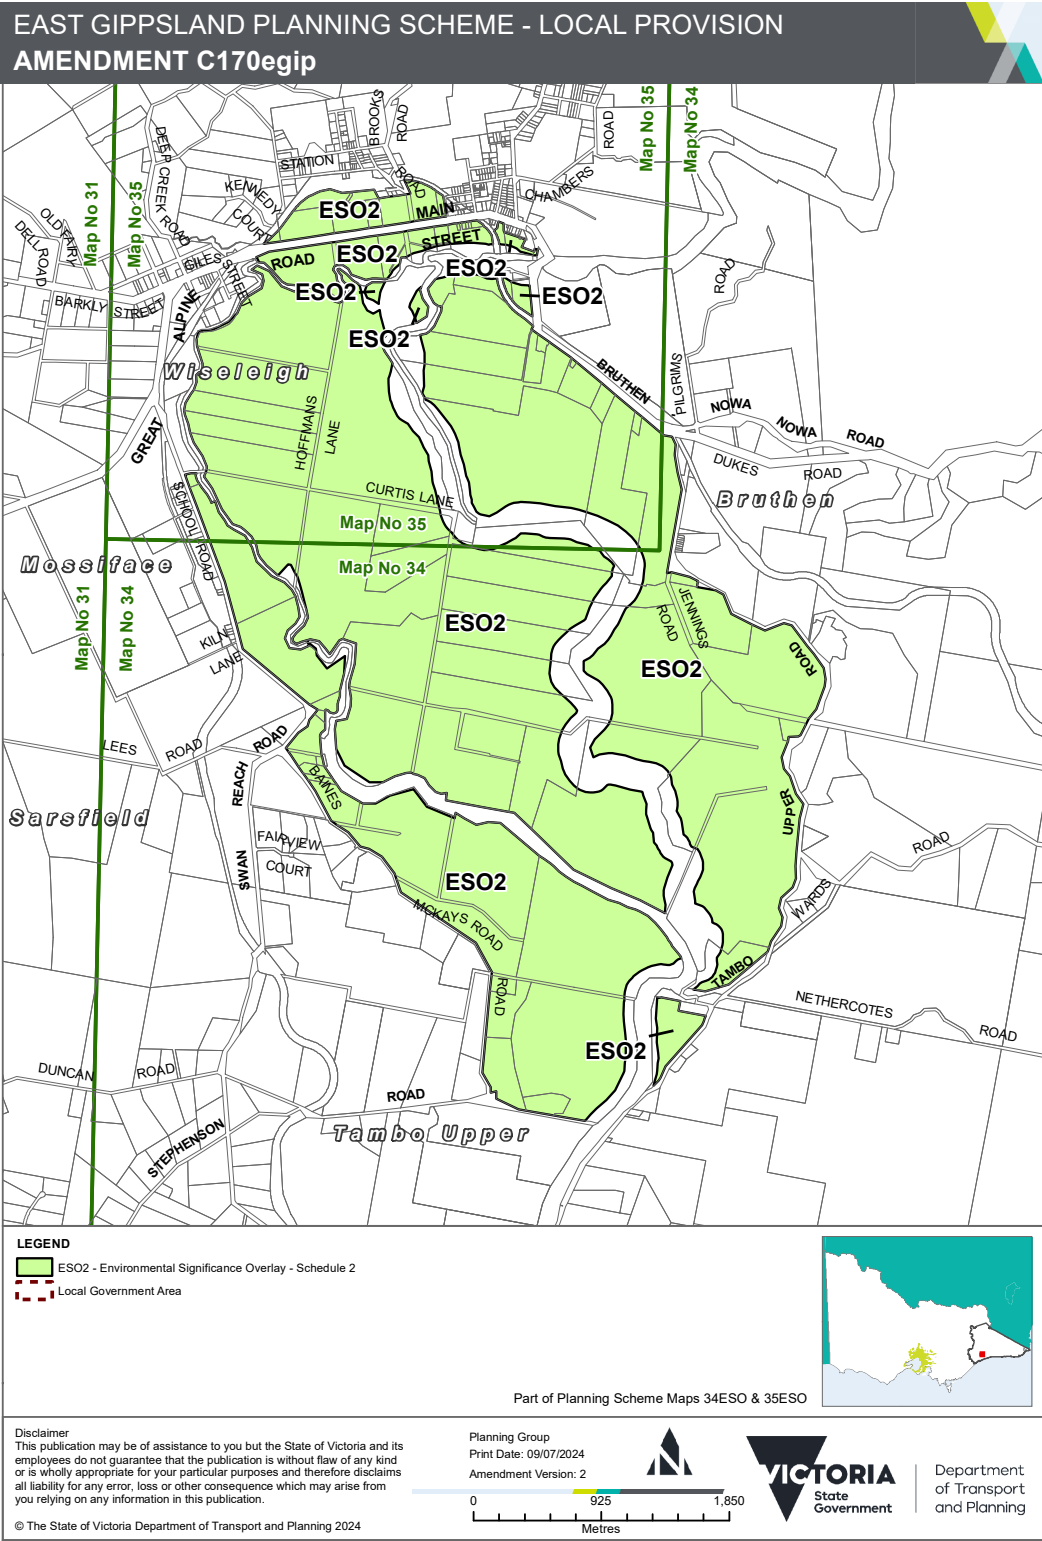 EAST GIPPSLAND PLANNING SCHEME - LOCAL PROVISION
AMENDMENT C170egip
Map No 35
Map No 34
Map No 31
Map No 35
DEEP CREEK ROAD
BROOKS
ROAD
ROAD
STATION
ROAD
CHAMBERS
KENNEDY
COURT
OLD FAIRY
DELL
ROAD
ESO2
MAIN
STREET
ESO2
ROAD
GILES
STREET
ESO2
ESO2
ESO2
BARKLY STREET
ALPINE
ROAD
ESO2
Wiseleigh
BRUTHEN
PILGRIMS
NOWA
NOWA
ROAD
GREAT
HOFFMANS
LANE
DUKES
ROAD
Bruthen
SCHOOL ROAD
CURTIS LANE
Map No 35
Map No 34
Mossiface
Map No 31
Map No 34
KILN
LANE
ESO2
JENNINGS
ROAD
ESO2
ROAD
LEES
ROAD
ROAD
REACH
BAINES
UPPER
Sarsfield
FAIRVIEW
COURT
SWAN
ROAD
ESO2
WARDS
MCKAYS ROAD
TAMBO
ROAD
NETHERCOTES
ROAD
ESO2
DUNCAN
ROAD
ROAD
STEPHENSON
Tambo Upper
LEGEND
ESO2 - Environmental Significance Overlay - Schedule 2
Local Government Area
Part of Planning Scheme Maps 34ESO & 35ESO
Disclaimer
This publication may be of assistance to you but the State of Victoria and its
employees do not guarantee that the publication is without flaw of any kind
or is wholly appropriate for your particular purposes and therefore disclaims
all liability for any error, loss or other consequence which may arise from
you relying on any information in this publication.
© The State of Victoria Department of Transport and Planning 2024
Planning Group
Print Date: 09/07/2024
Amendment Version: 2
N
0
925
1,850
Metres
VICTORIA
State
Government
Department
of Transport
and Planning